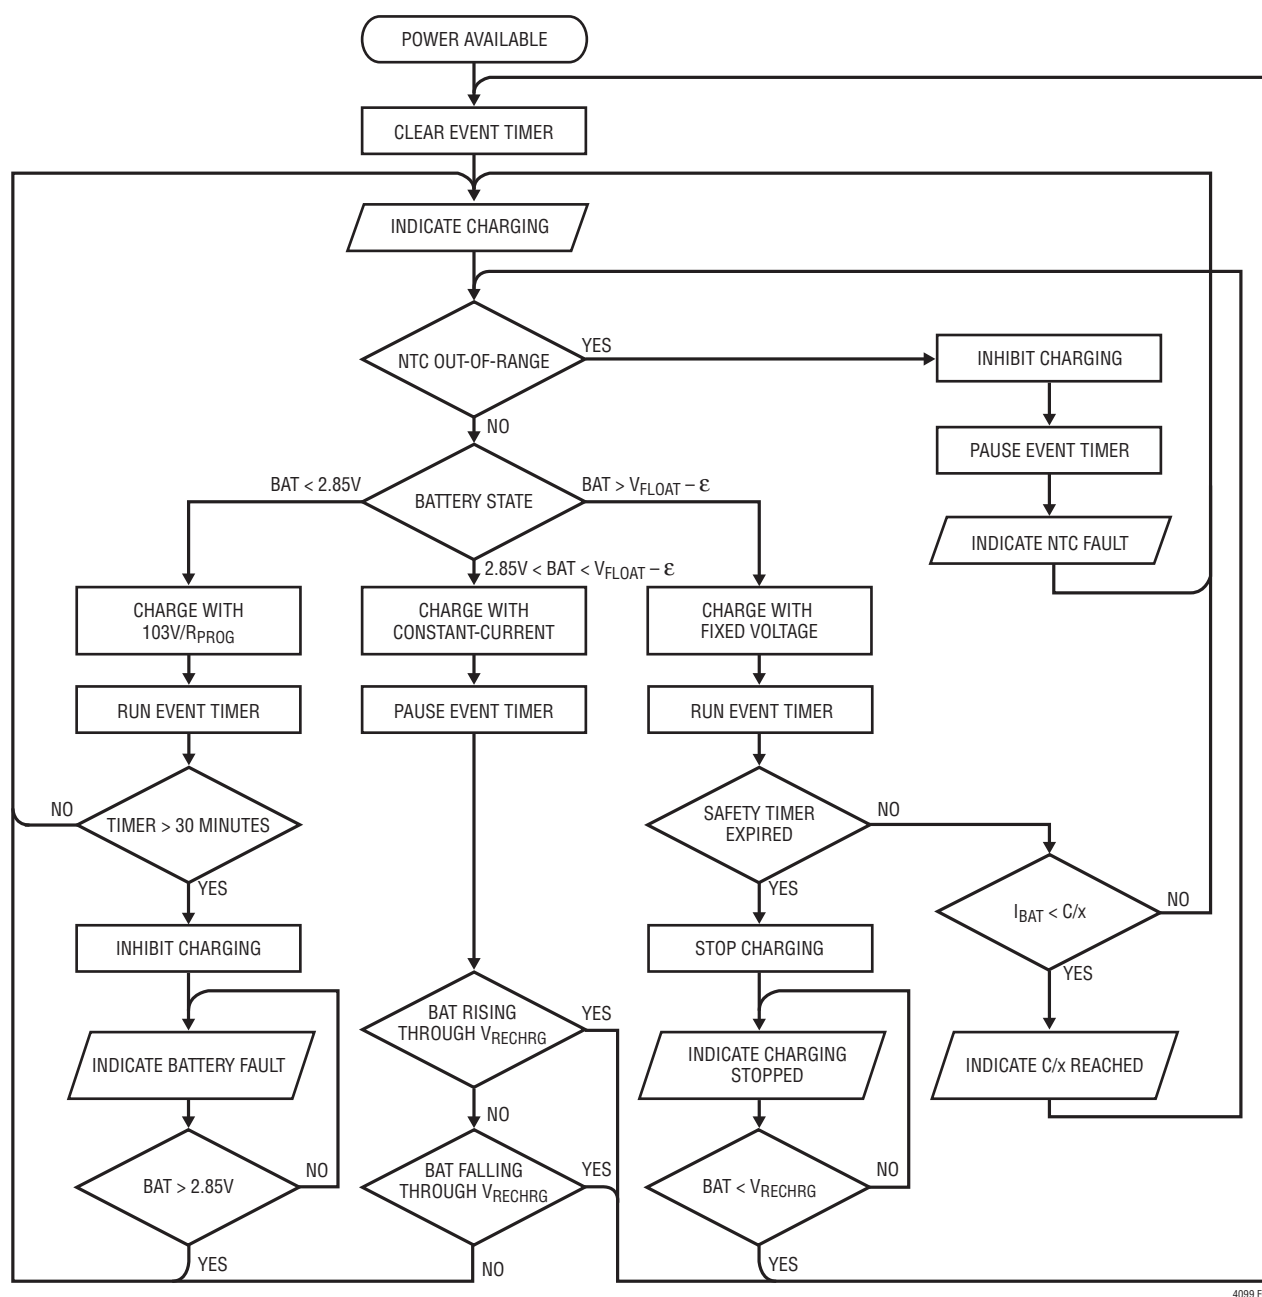 POWER AVAILABLE
CLEAR EVENT TIMER
INDICATE CHARGING
NTC OUT-OF-RANGE
YES
NO
INHIBIT CHARGING
PAUSE EVENT TIMER
INDICATE NTC FAULT
BATTERY STATE
BAT < 2.85V
BAT > VFLOAT – ε
2.85V < BAT < VFLOAT – ε
CHARGE WITH
103V/RPROG
CHARGE WITH
CONSTANT-CURRENT
CHARGE WITH
FIXED VOLTAGE
RUN EVENT TIMER
PAUSE EVENT TIMER
RUN EVENT TIMER
NO
TIMER > 30 MINUTES
YES
SAFETY TIMER
EXPIRED
NO
YES
IBAT < C/x
NO
YES
INHIBIT CHARGING
STOP CHARGING
BAT RISING
THROUGH VRECHRG
YES
NO
INDICATE BATTERY FAULT
INDICATE CHARGING
STOPPED
INDICATE C/x REACHED
BAT > 2.85V
NO
YES
BAT FALLING
THROUGH VRECHRG
YES
NO
BAT < VRECHRG
NO
YES
4099 F